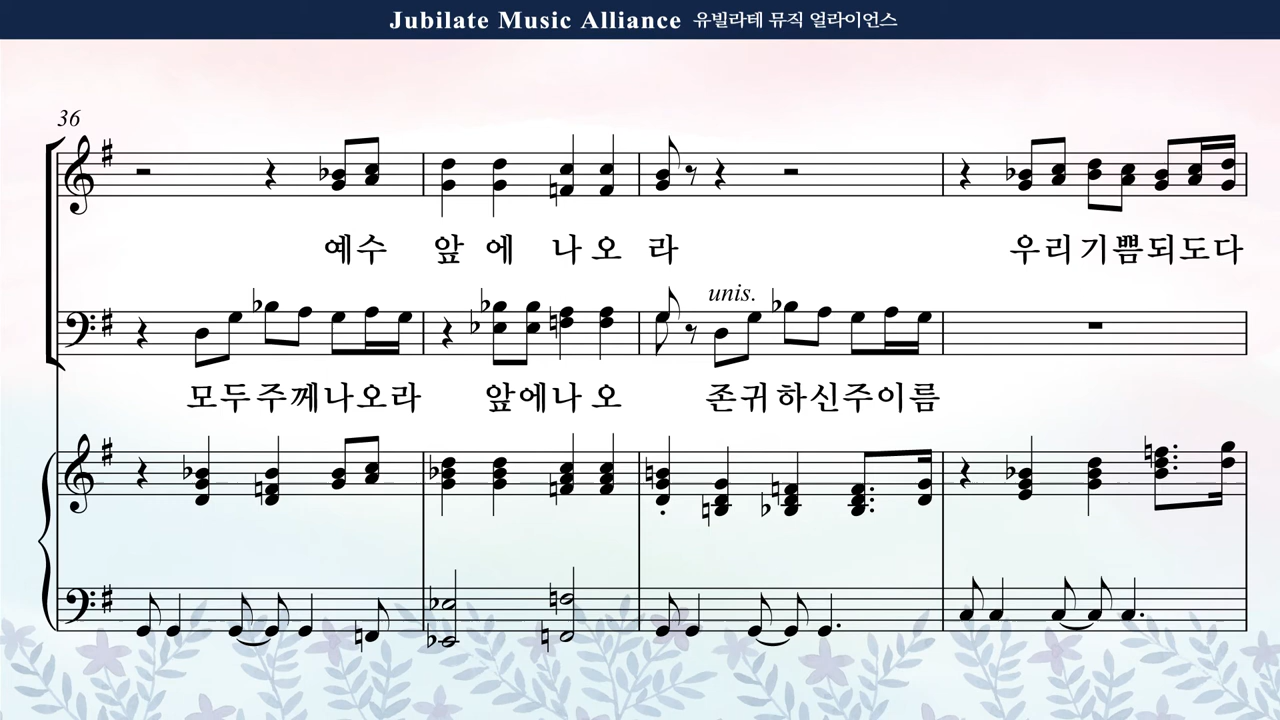 Jubilate Music Alliance 유빌라테 뮤직 얼라이언스
36
예수 앞 에 나 오 라 우리기쁨되도다
unis.
모두주께나오라 앞에나 오 존귀하신주이름